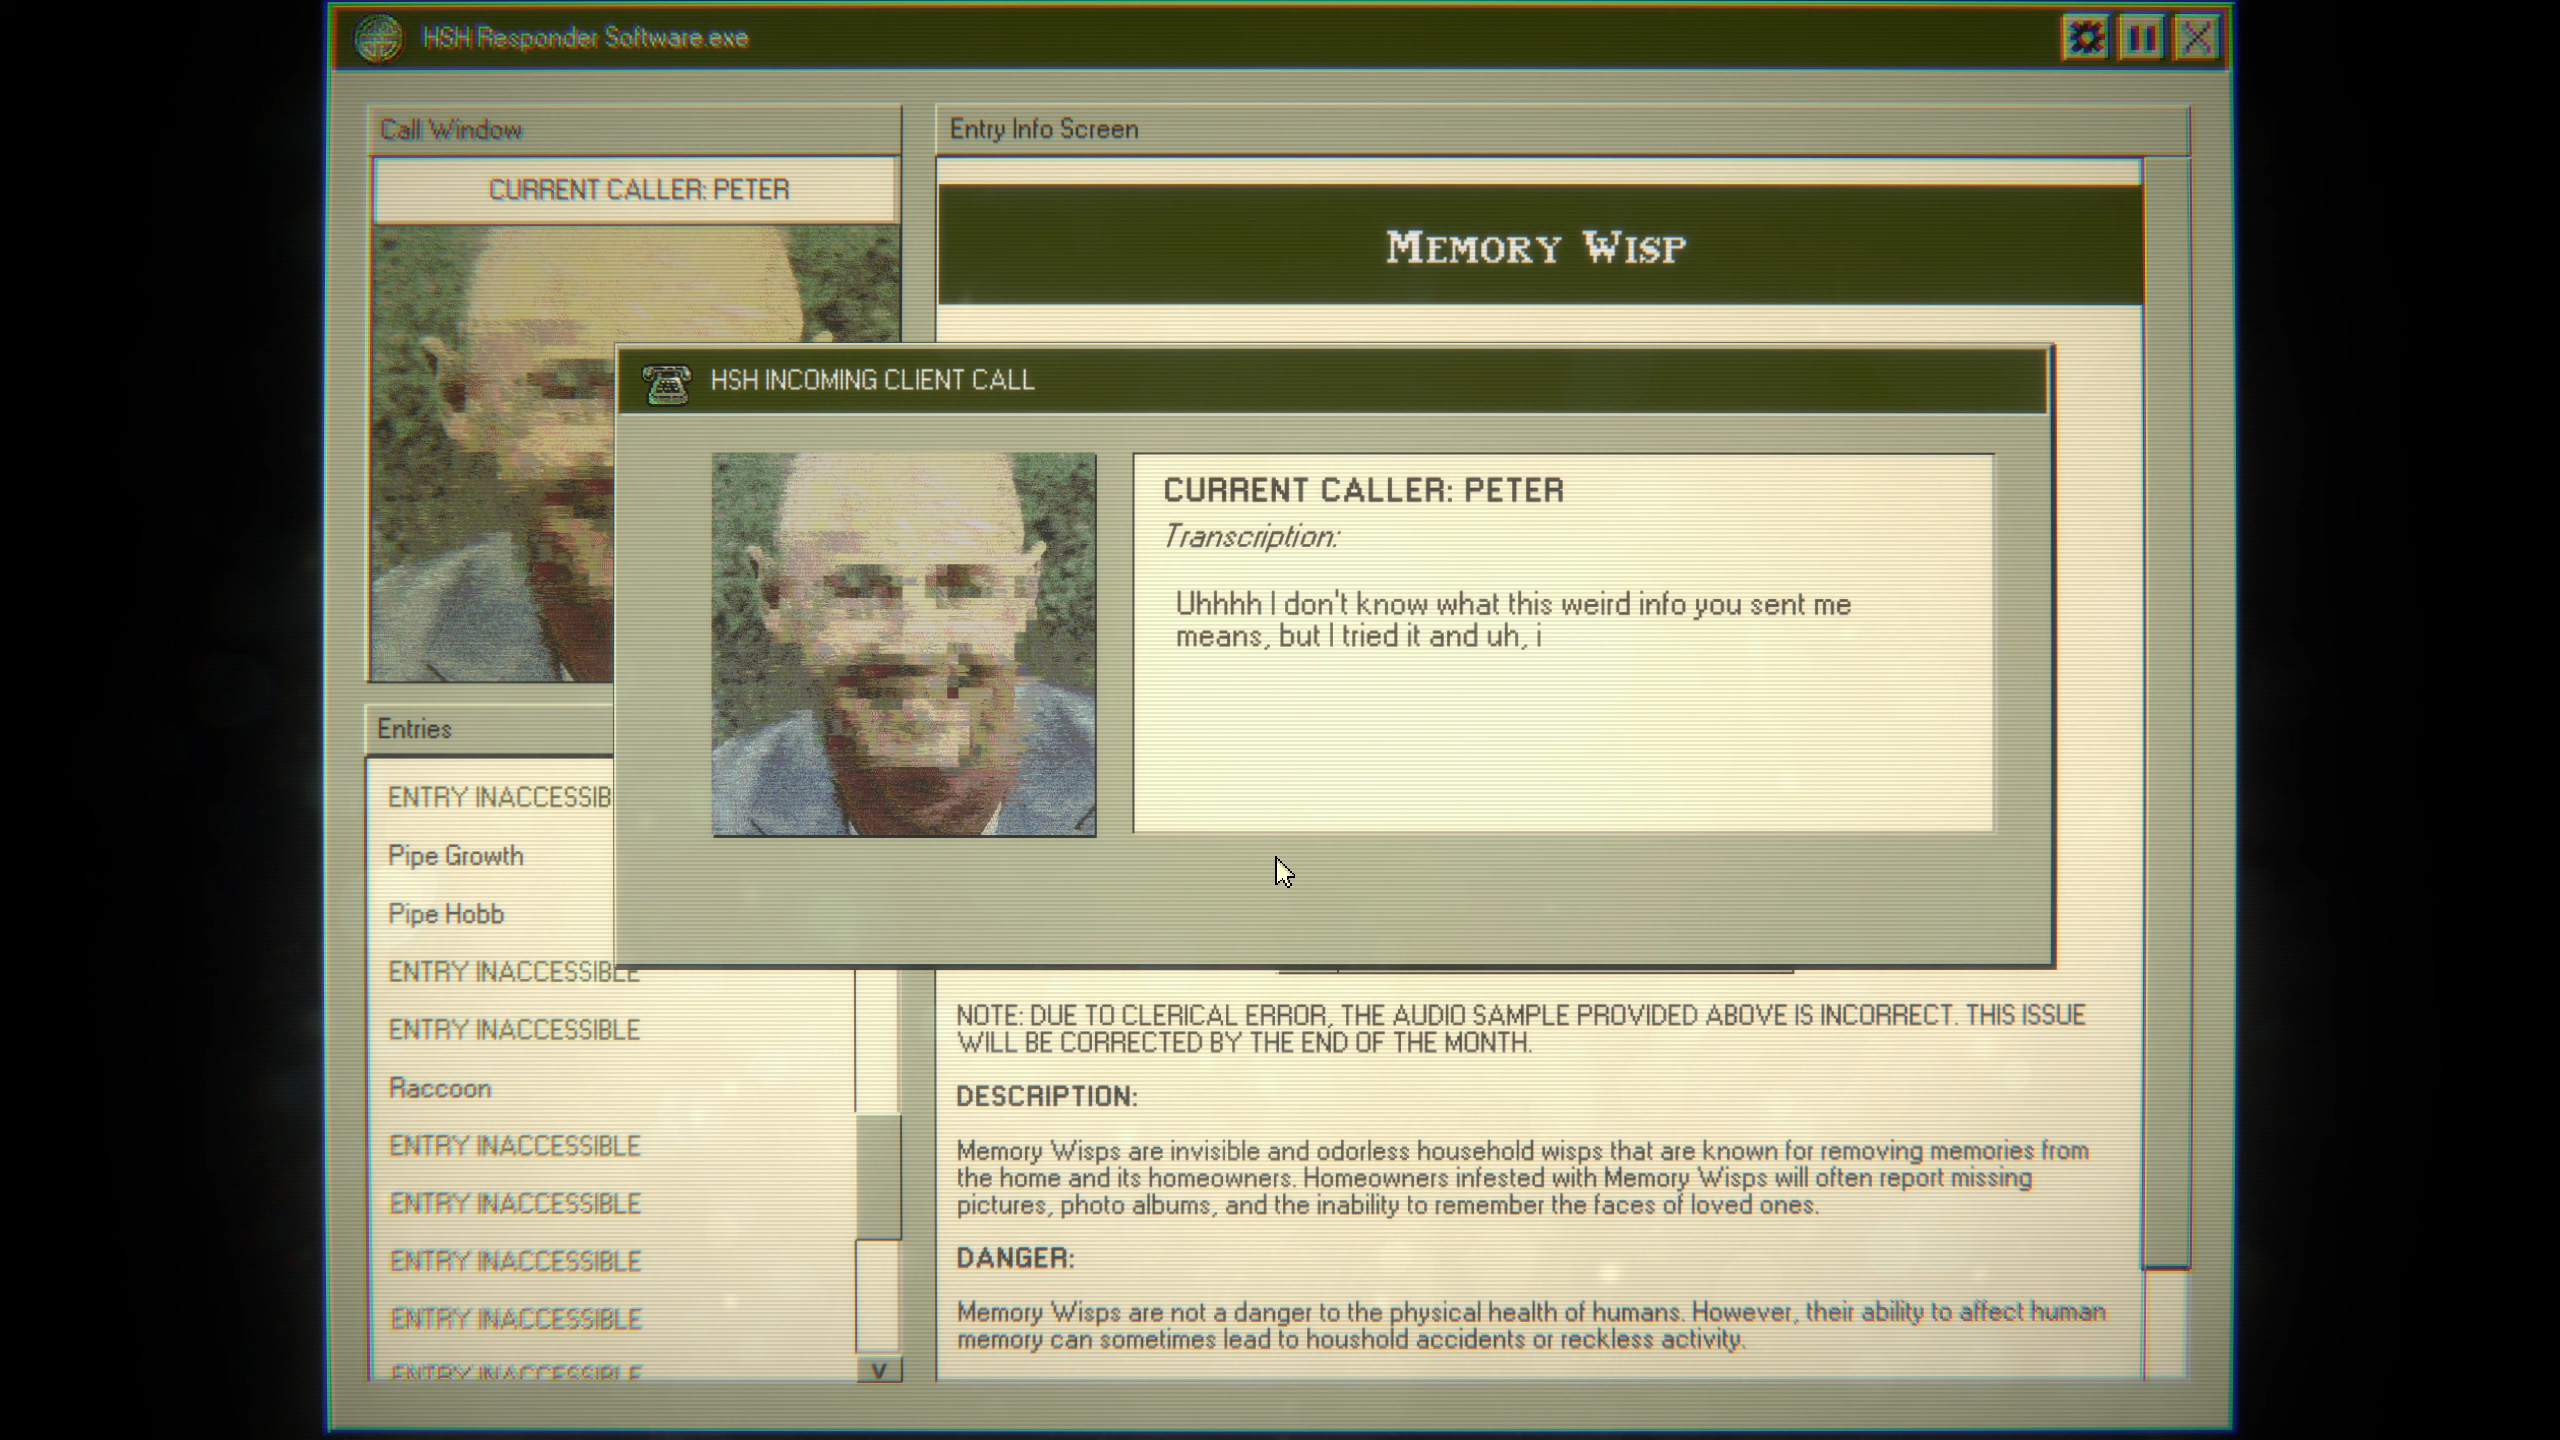 HSH Responder Software.exe
Call Window
CURRENT CALLER: PETER
Entry Info Screen
MEMORY WISP
HSH INCOMING CLIENT CALL
CURRENT CALLER: PETER
Transcription:
Uhhhh I don't know what this weird info you sent me
means, but I tried it and uh, i
Entries
ENTRY INACCESSIB
Pipe Growth
Pipe Hobb
ENTRY INACCESSIBLE
ENTRY INACCESSIBLE
Raccoon
ENTRY INACCESSIBLE
ENTRY INACCESSIBLE
ENTRY INACCESSIBLE
ENTRY INACCESSIBLE
ENTRY INACCESSIBLE
V
NOTE: DUE TO CLERICAL ERROR, THE AUDIO SAMPLE PROVIDED ABOVE IS INCORRECT. THIS ISSUE
WILL BE CORRECTED BY THE END OF THE MONTH.
DESCRIPTION:
Memory Wisps are invisible and odorless household wisps that are known for removing memories from
the home and its homeowners. Homeowners infested with Memory Wisps will often report missing
pictures, photo albums, and the inability to remember the faces of loved ones.
DANGER:
Memory Wisps are not a danger to the physical health of humans. However, their ability to affect human
memory can sometimes lead to houshold accidents or reckless activity.